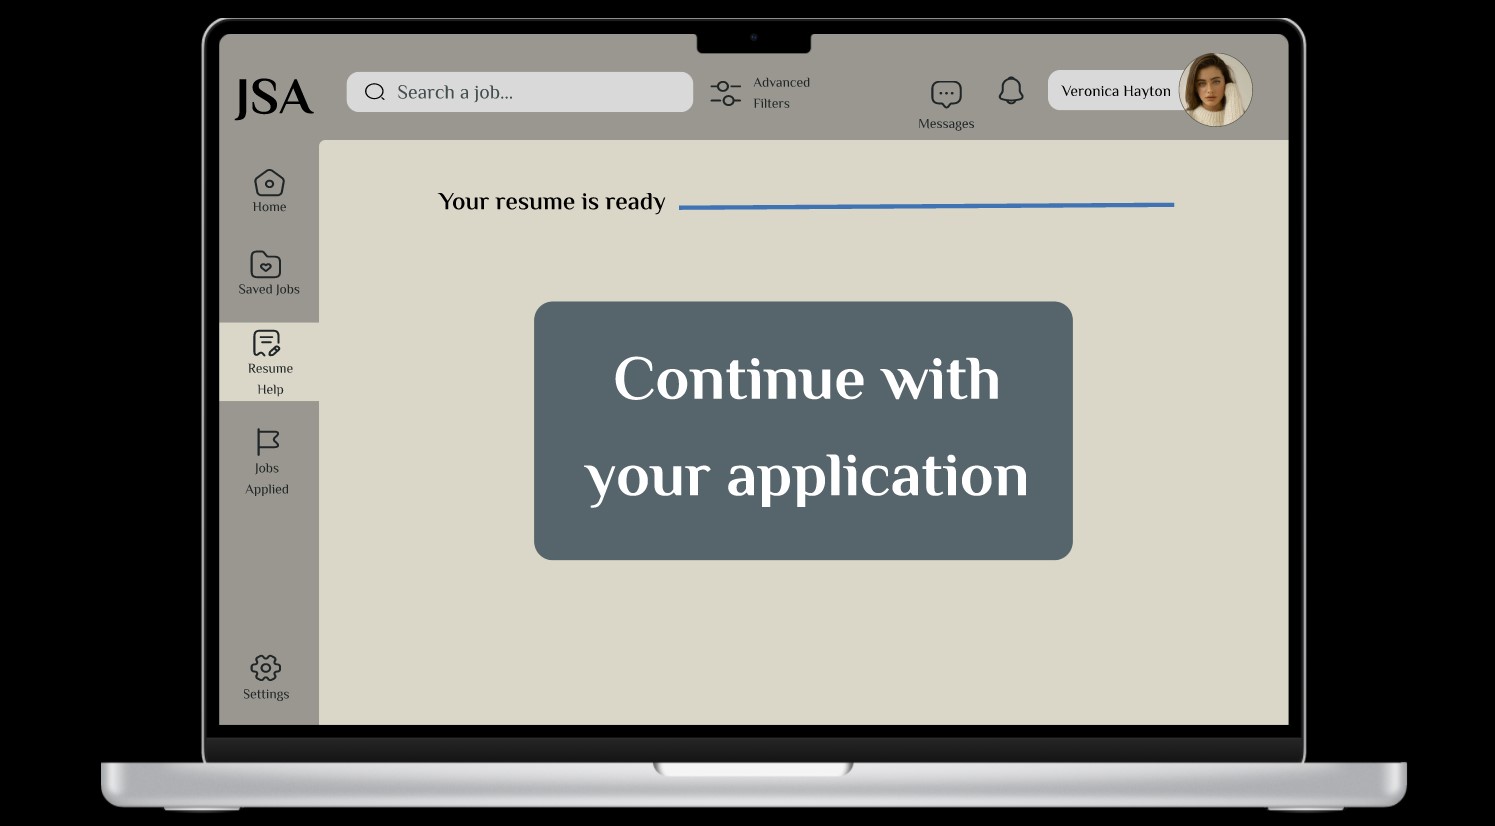 JSA
Search a job...
Advanced
Filters
Messages
Veronica Hayton
Home
Saved Jobs
Resume
Help
Jobs
Applied
Settings
Your resume is ready
Continue with
your application